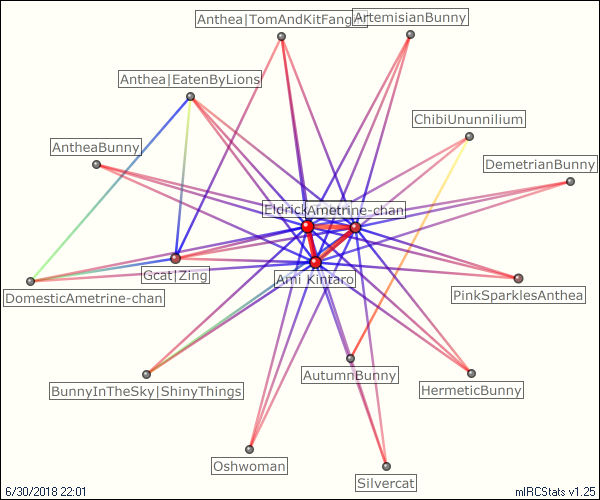 Anthea|TomAndKitFang
ArtemisianBunny
Anthea|EatenByLions
ChibiUnunnilium
AntheaBunny
DemetrianBunny
Ametrine-chan
Gcat|Zing
Ami Kintaro
DomesticAmetrine-chan
PinkSparklesAnthea
AutumnBunny
BunnyInTheSky|ShinyThings
HermeticBunny
Oshwoman
Silvercat
6/30/2018 22:01
mIRCStats v1.25